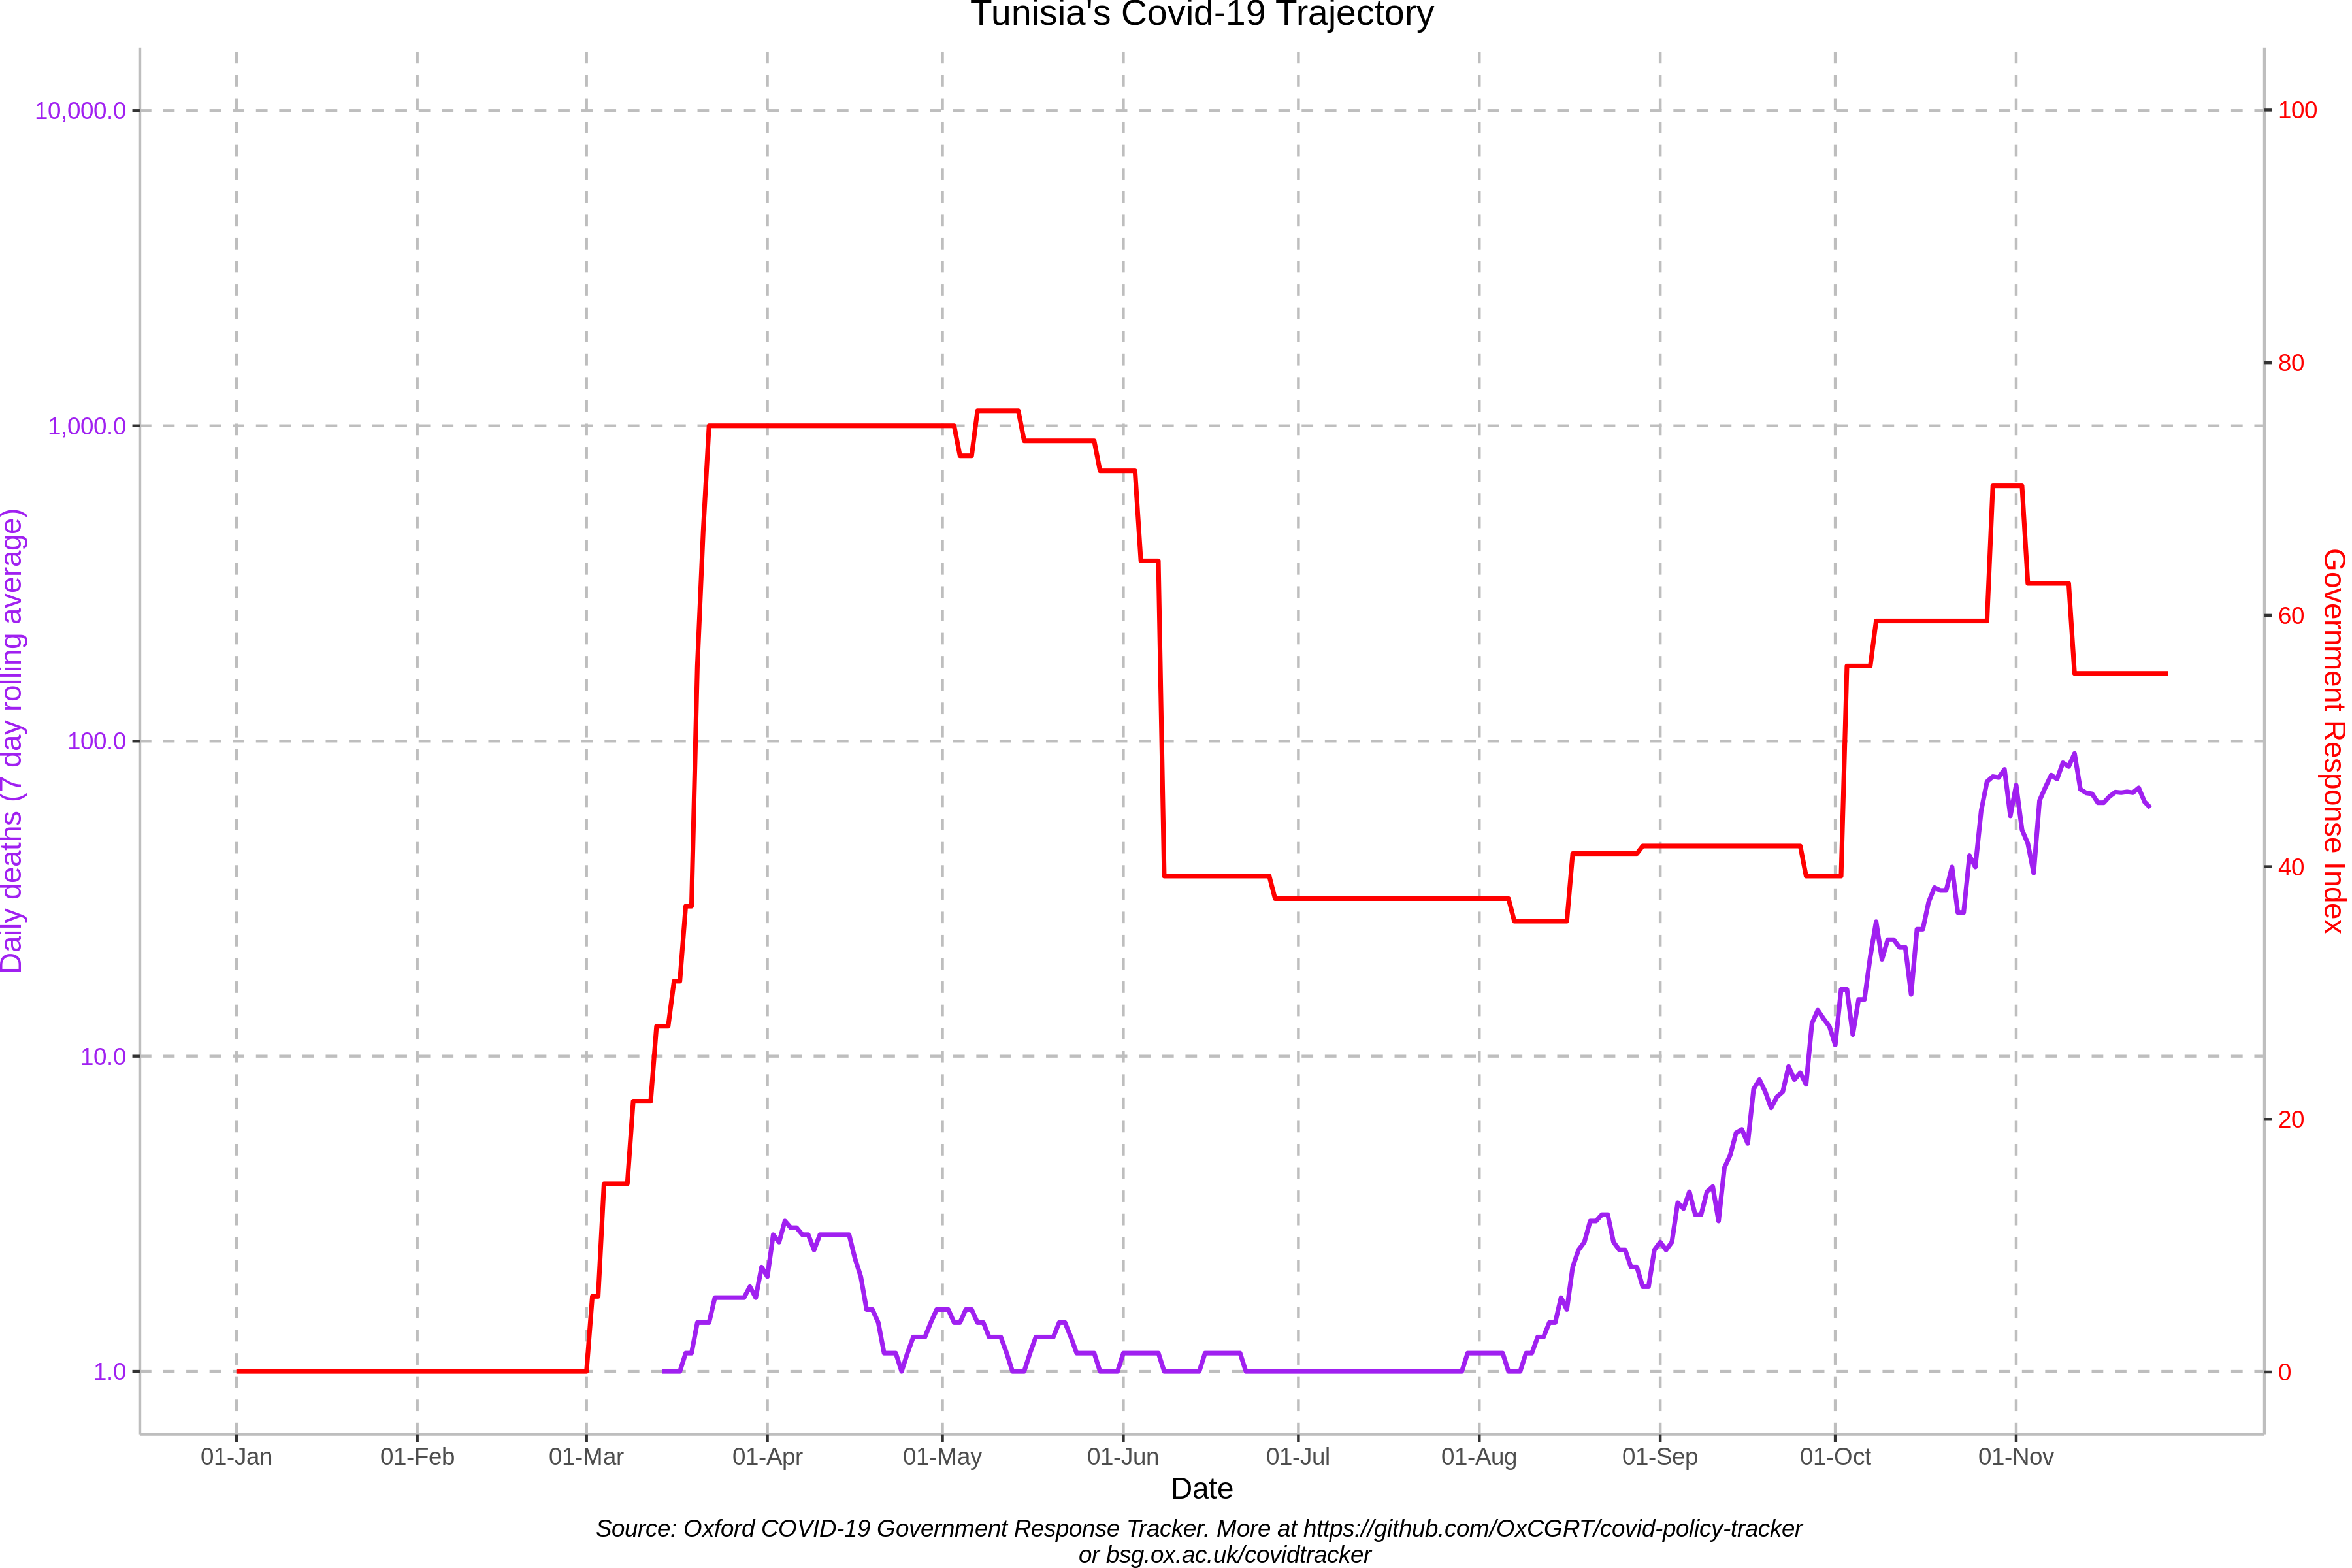 Tunisia's Covid-19 Trajectory
10,000.0
1,000.0
100.0
10.0
1.0
Daily deaths (7 day rolling average)
100
80
60
40
20
0
Government Response Index
01-Jan 01-Feb 01-Mar 01-Apr 01-May 01-Jun 01-Jul 01-Aug 01-Sep 01-Oct 01-Nov
Date
Source: Oxford COVID-19 Government Response Tracker. More at https://github.com/OxCGRT/covid-policy-tracker
or bsg.ox.ac.uk/covidtracker